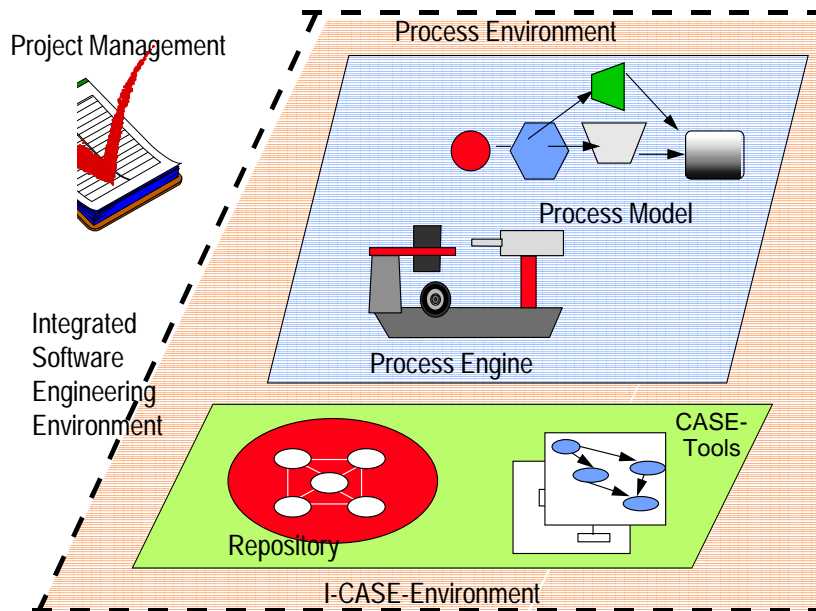 Project Management
Process Environment
Process Model
Process Engine
Integrated
Software
Engineering
Environment
CASE-
Tools
Repository
I-CASE-Environment